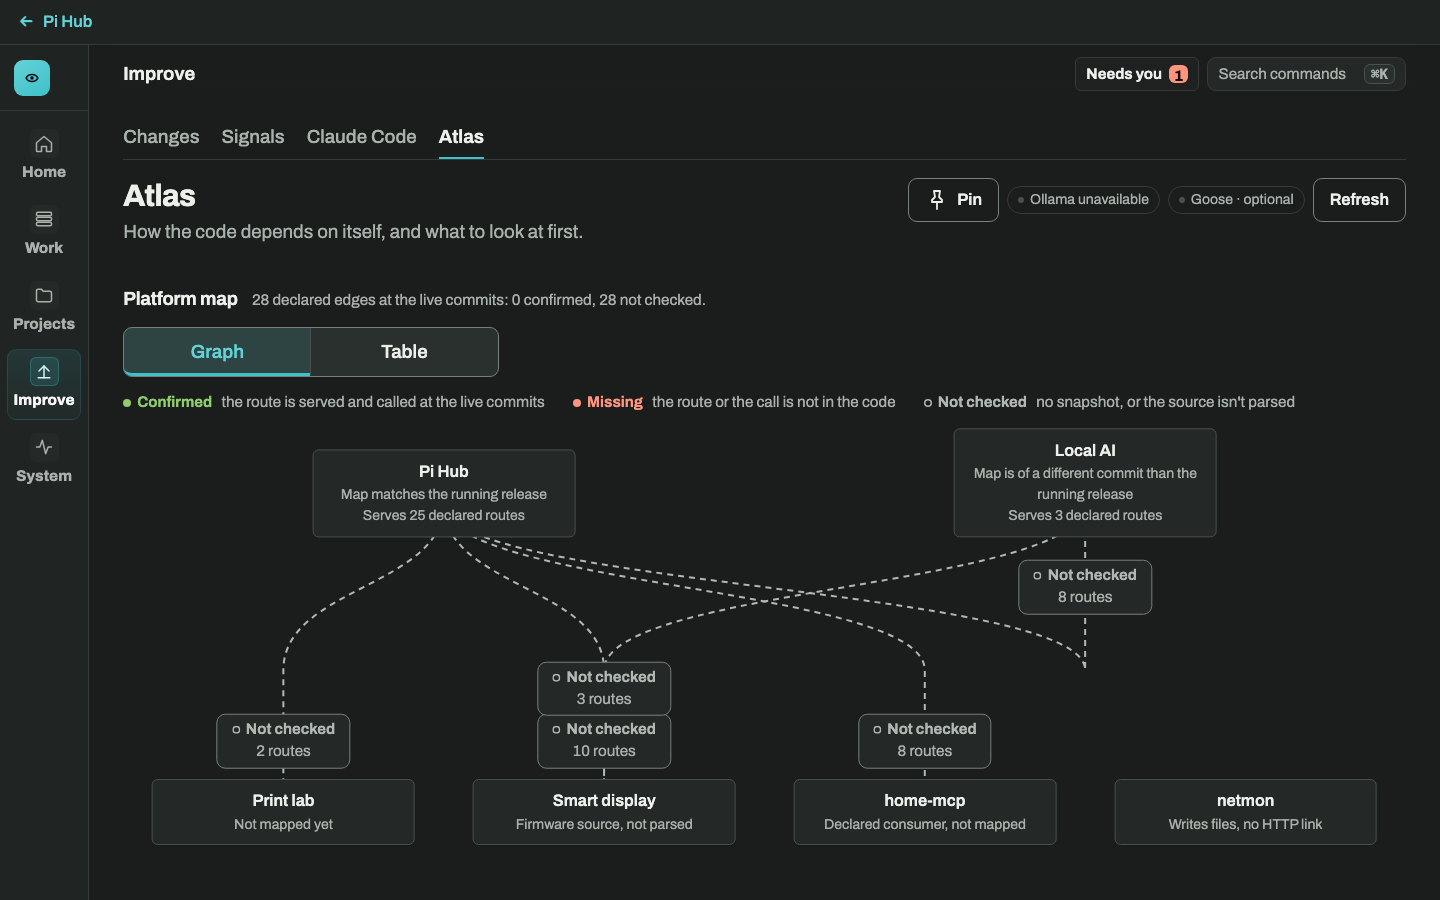 Pi Hub
Improve
Needs you 1
Search commands ⌘K
Home
Work
Projects
Improve
System
Changes Signals Claude Code Atlas
Atlas
How the code depends on itself, and what to look at first.
Pin
Ollama unavailable
Goose · optional
Refresh
Platform map 28 declared edges at the live commits: 0 confirmed, 28 not checked.
Graph Table
Confirmed the route is served and called at the live commits
Missing the route or the call is not in the code
Not checked no snapshot, or the source isn't parsed
Pi Hub
Map matches the running release
Serves 25 declared routes
Local AI
Map is of a different commit than the
running release
Serves 3 declared routes
Not checked
8 routes
Not checked
3 routes
Not checked
2 routes
Not checked
10 routes
Not checked
8 routes
Print lab
Not mapped yet
Smart display
Firmware source, not parsed
home-mcp
Declared consumer, not mapped
netmon
Writes files, no HTTP link